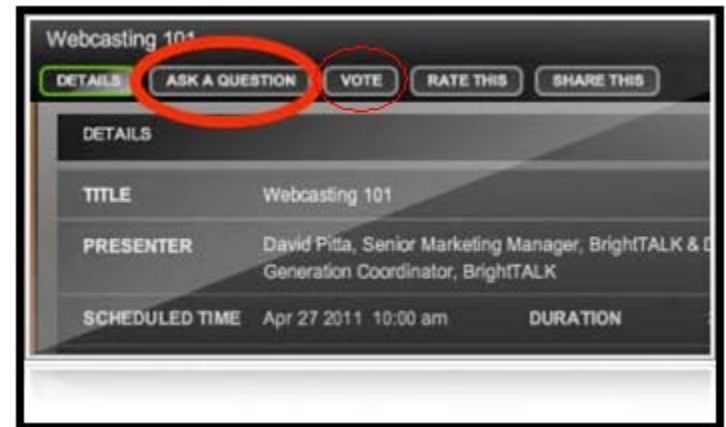 Webcasting 101
DETAILS ASK A QUESTION VOTE RATE THIS SHARE THIS
DETAILS
TITLE Webcasting 101
PRESENTER David Pitta, Senior Marketing Manager, BrightTALK &
Generation Coordinator, BrightTALK
SCHEDULED TIME Apr 27 2011 10:00 am DURATION